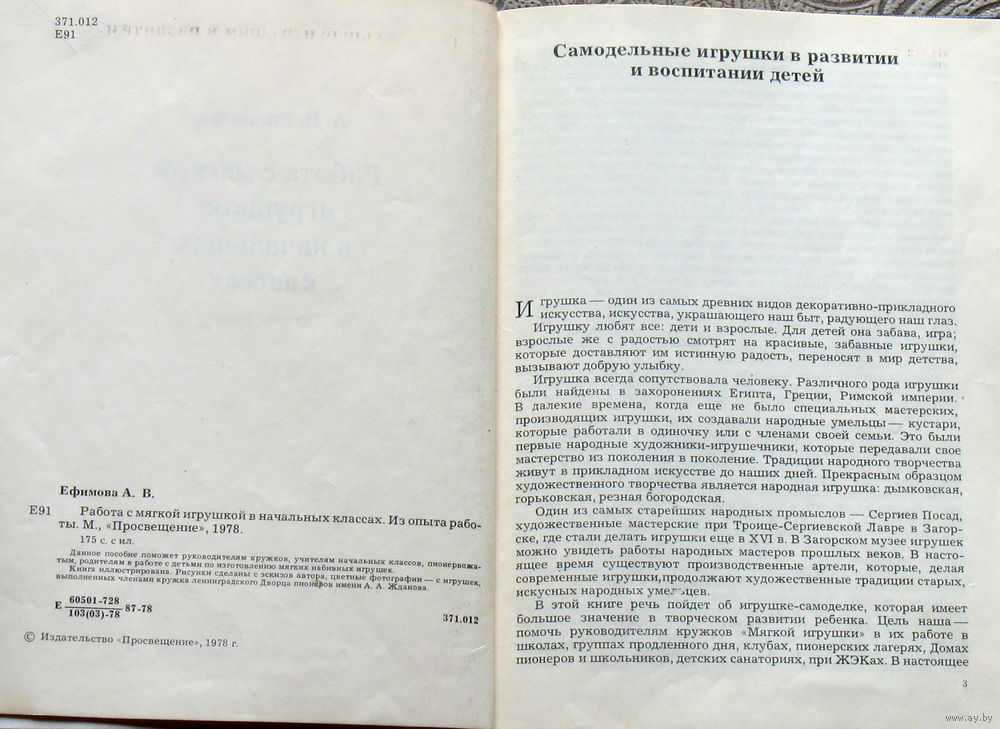 371.012
Е91
Ефимова А. В.
Е91 Работа с мягкой игрушкой в начальных классах. Из опыта рабо-
ты. М., «Просвещение», 1978.
175 с. с ил.
Данное пособие поможет руководителям кружков, учителям начальных классов, пионервожа-
тым, родителям в работе с детьми по изготовлению мягких набивных игрушек.
Книга иллюстрирована. Рисунки сделаны с эскизов автора, цветные фотографии — с игрушек,
выполненных членами кружка ленинградского Дворца пионеров имени А. А. Жданова.
Е 60501-728
103(03)-78 87-78
371.012
© Издательство «Просвещение», 1978 г.
Самодельные игрушки в развитии
и воспитании детей
Игрушка — один из самых древних видов декоративно-прикладного
искусства, искусства, украшающего наш быт, радующего наш глаз.
Игрушку любят все: дети и взрослые. Для детей она забава, игра;
взрослые же с радостью смотрят на красивые, забавные игрушки,
которые доставляют им истинную радость, переносят в мир детства,
вызывают добрую улыбку.
Игрушка всегда сопутствовала человеку. Различного рода игрушки
были найдены в захоронениях Египта, Греции, Римской империи.
В далекие времена, когда еще не было специальных мастерских,
производящих игрушки, их создавали народные умельцы — кустари,
которые работали в одиночку или с членами своей семьи. Это были
первые народные художники-игрушечники, которые передавали свое
мастерство из поколения в поколение. Традиции народного творчества
живут в прикладном искусстве до наших дней. Прекрасным образцом
художественного творчества является народная игрушка: дымковская,
горьковская, резная богородская.
Один из самых старейших народных промыслов — Сергиев Посад,
художественные мастерские при Троице-Сергиевской Лавре в Загор-
ске, где стали делать игрушки еще в XVI в. В Загорском музее игрушек
можно увидеть работы народных мастеров прошлых веков. В насто-
ящее время существуют производственные артели, которые, делая
современные игрушки,продолжают художественные традиции старых,
искусных народных умельцев.
В этой книге речь пойдет об игрушке-самоделке, которая имеет
большое значение в творческом развитии ребенка. Цель наша —
помочь руководителям кружков «Мягкой игрушки» в их работе в
школах, группах продленного дня, клубах, пионерских лагерях, Домах
пионеров и школьников, детских санаториях, при ЖЭКах. В настоящее
3
www.ay.by